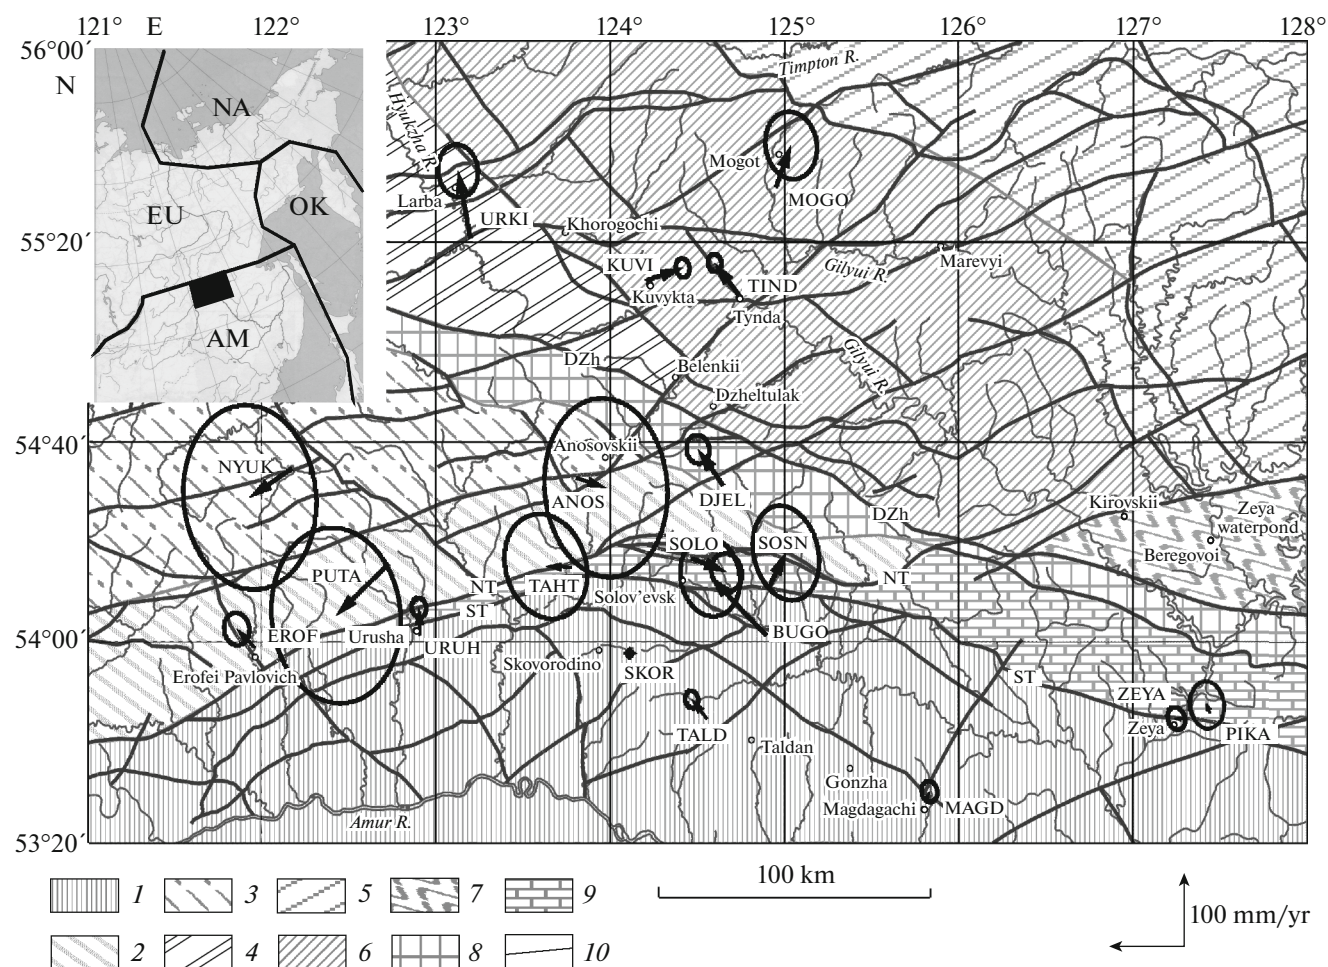 121° E 122° 123° 124° 125° 126° 127° 128°
56°00´
N
NA
EU
OK
AM
Timpton R.
Nyukzha R.
Mogot
MOGO
Larba
URKI
Khorogochi
55°20´
KUVI
Kuvykta
TIND
Tynda
Gilyui R.
Marevyi
Gilyui R.
DZh
Belenkii
Dzheltulak
54°40´
Anosovskii
NYUK
ANOS
DJEL
DZh
Kirovskii
Zeya
waterpond
Beregovoi
SOLO
SOSN
PUTA
NT
TAHT
NT
ST
Solov'evsk
54°00´
EROF
Urusha
URUH
BUGO
Erofei Pavlovich
Skovorodino
SKOR
ST
ZEYA
Zeya
PIKA
TALD
Taldan
Gonzha
Magdagachi
MAGD
Amur R.
53°20´
1 3 5 7 9
2 4 6 8 10
100 km
100 mm/yr